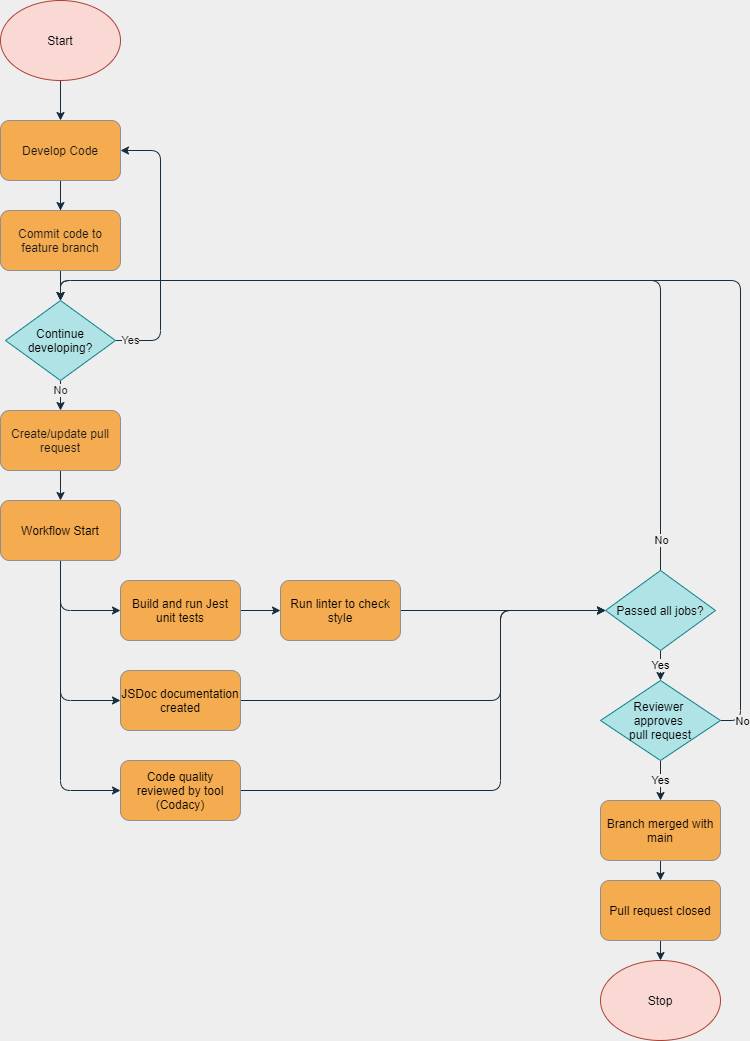 Start
Develop Code
Commit code to
feature branch
Continue
developing?
Yes
No
Create/update pull
request
Workflow Start
Build and run Jest
unit tests
Run linter to check
style
JSDoc documentation
created
Code quality
reviewed by tool
(Codacy)
No
Passed all jobs?
Yes
Reviewer
approves
pull request
No
Yes
Branch merged with
main
Pull request closed
Stop